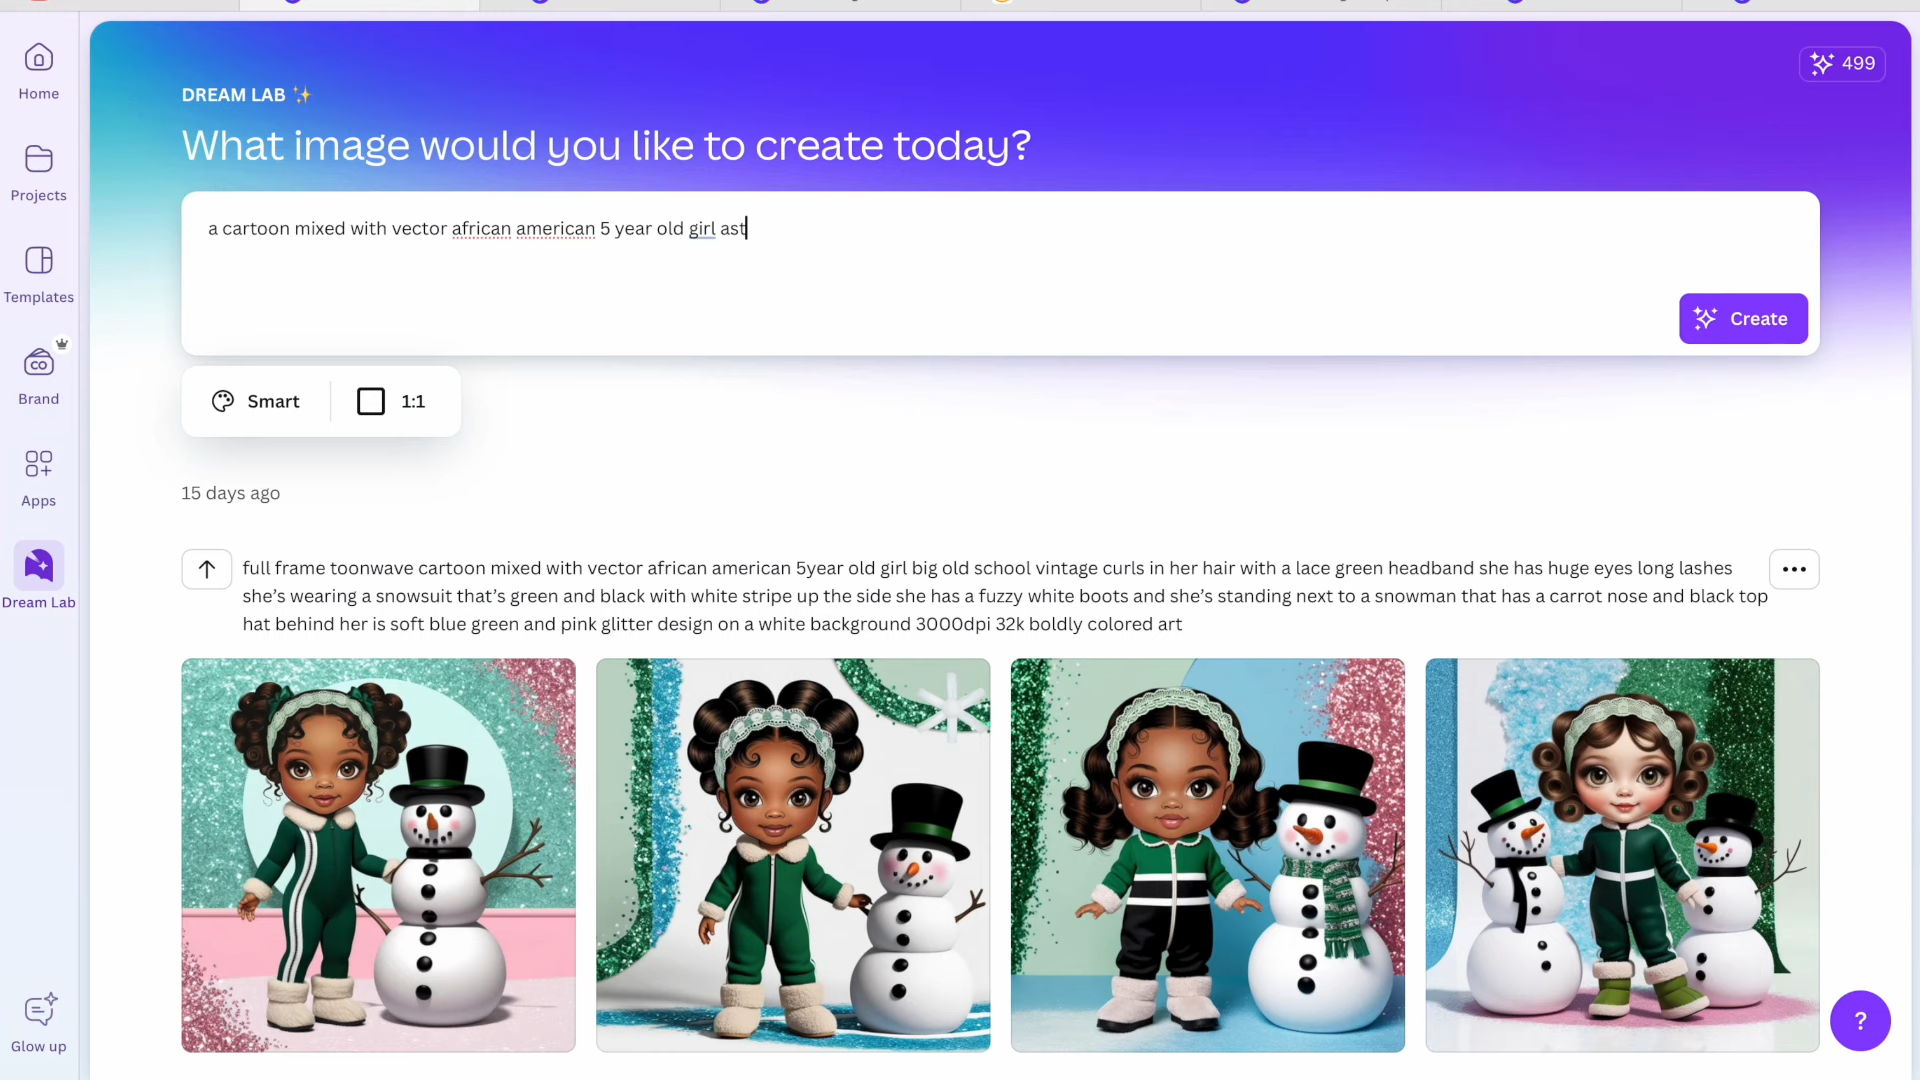 499
Home
DREAM LAB
What image would you like to create today?
Projects
a cartoon mixed with vector african american 5 year old girl ast
Templates
Create
CO
Brand
Smart
1:1
15 days ago
Apps
full frame toonwave cartoon mixed with vector african american 5year old girl big old school vintage curls in her hair with a lace green headband she has huge eyes long lashes
she’s wearing a snowsuit that’s green and black with white stripe up the side she has a fuzzy white boots and she’s standing next to a snowman that has a carrot nose and black top
hat behind her is soft blue green and pink glitter design on a white background 3000dpi 32k boldly colored art
Dream Lab
Glow up
?